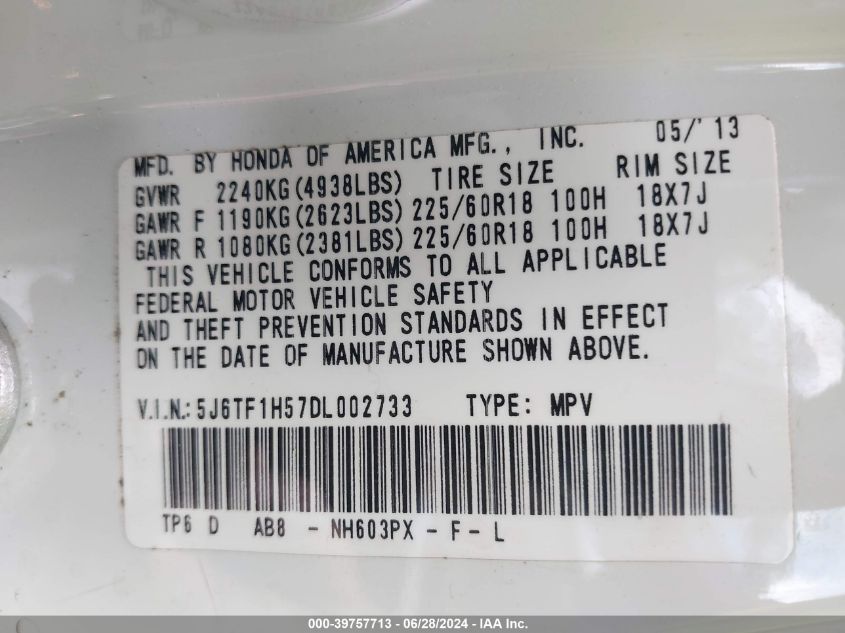 MFD. BY HONDA OF AMERICA MFG., INC. 05/'13
GVWR 2240KG(4938LBS) TIRE SIZE RIM SIZE
GAWR F 1190KG(2623LBS) 225/60R18 100H 18X7J
GAWR R 1080KG(2381LBS) 225/60R18 100H 18X7J
THIS VEHICLE CONFORMS TO ALL APPLICABLE
FEDERAL MOTOR VEHICLE SAFETY
AND THEFT PREVENTION STANDARDS IN EFFECT
ON THE DATE OF MANUFACTURE SHOWN ABOVE.
V.I.N.: 5J6TF1H57DL002733 TYPE: MPV
TP6 D AB8 - NH603PX - F - L
000-39757713 - 06/28/2024 - IAA Inc.